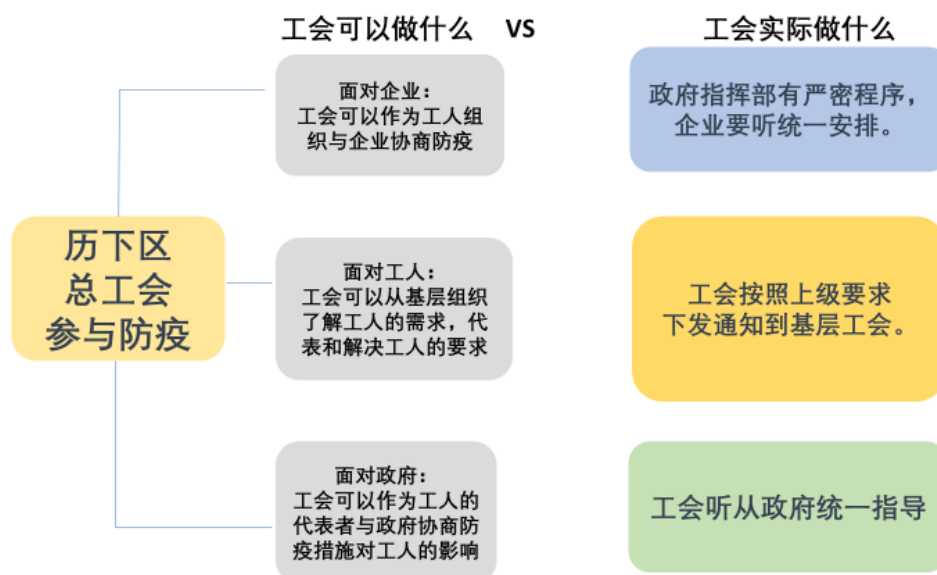 工会可以做什么 VS 工会实际做什么
面对企业：
工会可以作为工人组
织与企业协商防疫
政府指挥部有严密程序，
企业要听统一安排。
历下区
总工会
参与防疫
面对工人：
工会可以从基层组织
了解工人的需求，代
表和解决工人的要求
工会按照上级要求
下发通知到基层工会。
面对政府：
工会可以作为工人的
代表者与政府协商防
疫措施对工人的影响
工会听从政府统一指导